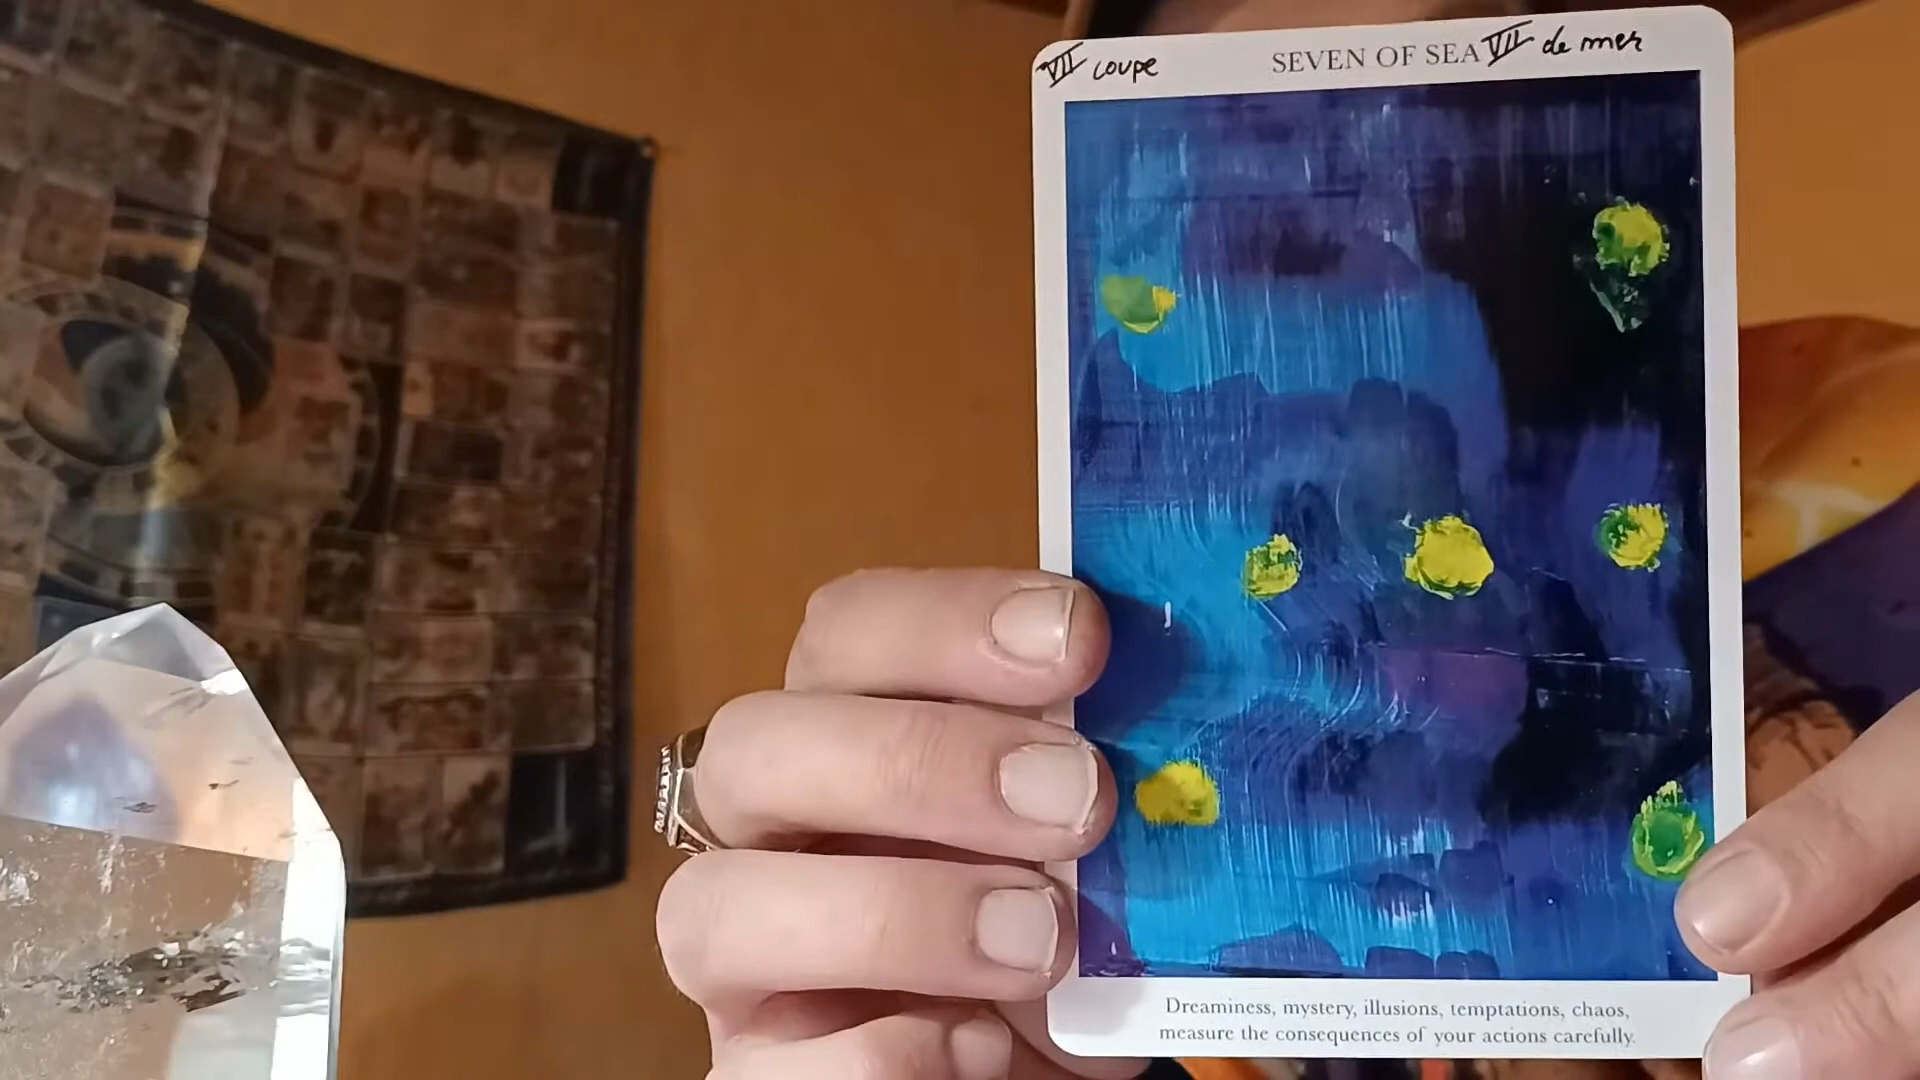 VII coupe SEVEN OF SEA VII de mer
Dreaminess, mystery, illusions, temptations, chaos,
measure the consequences of your actions carefully.